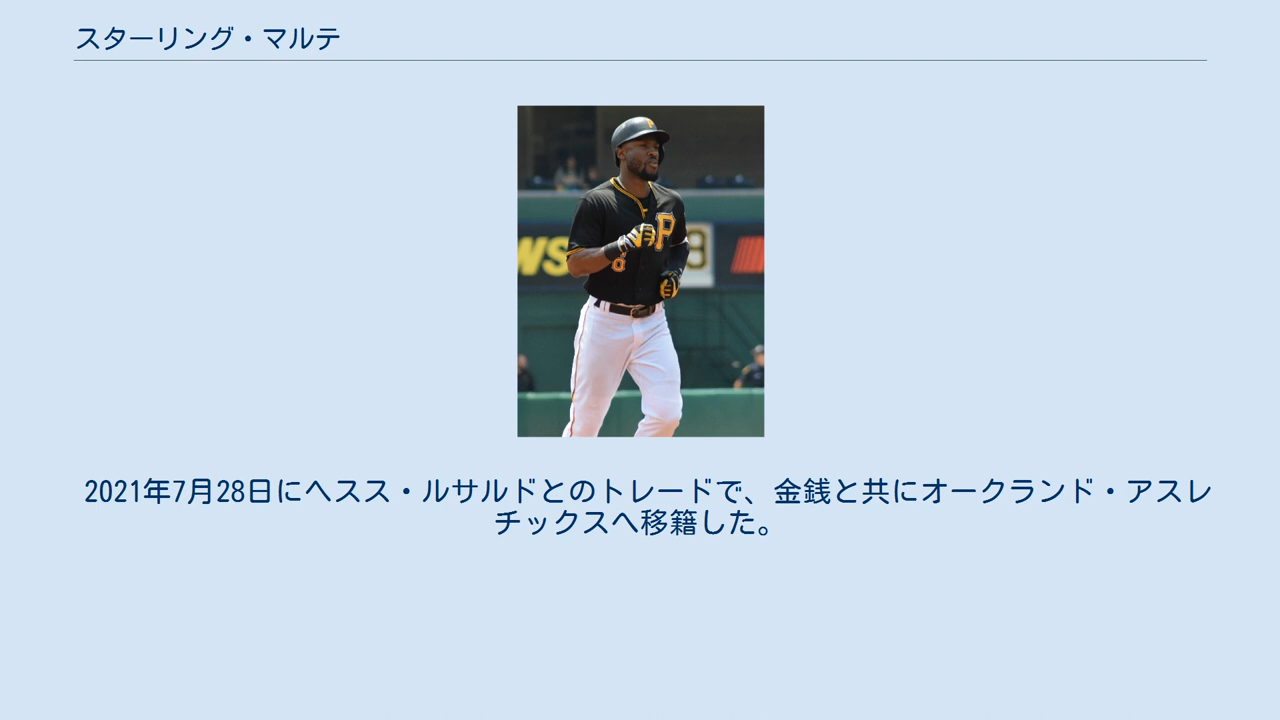 スターリング・マルテ
WS
P
6
9
2021年7月28日にヘスス・ルサルドとのトレードで、金銭と共にオークランド・アスレ
チックスへ移籍した。